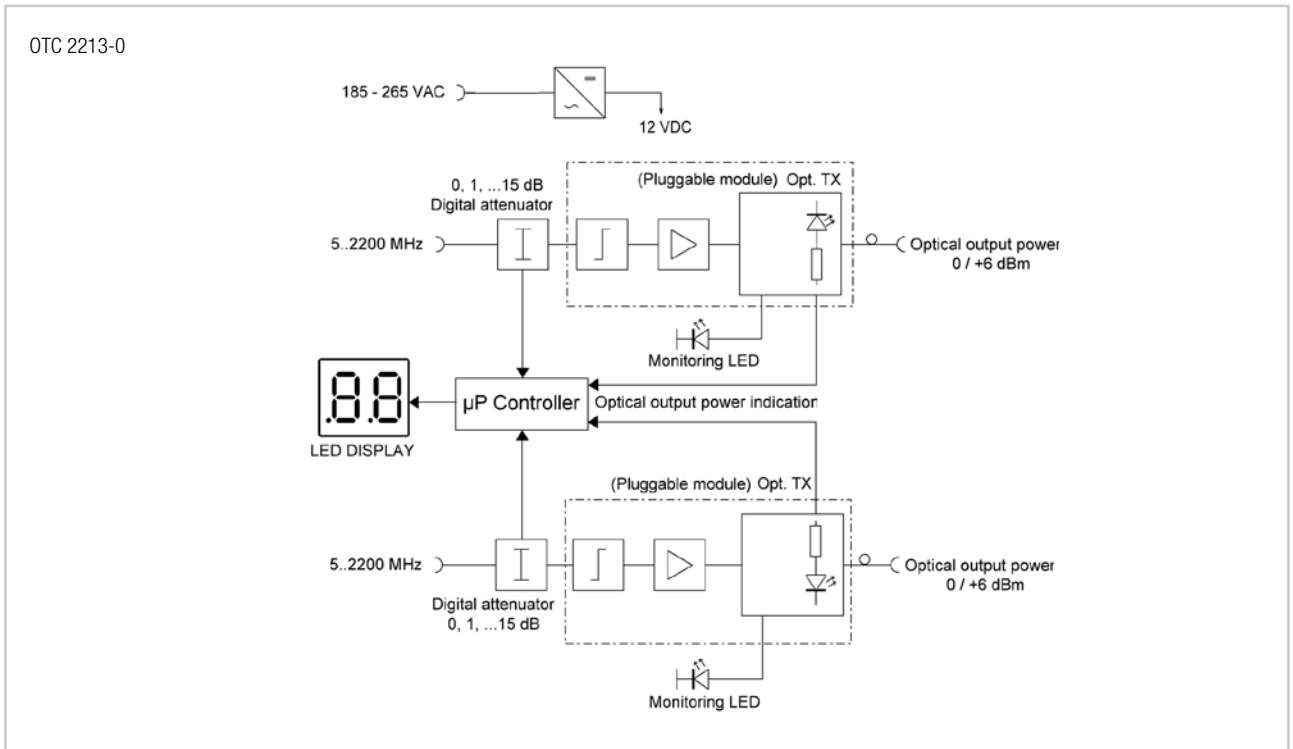 OTC 2213-0
185 - 265 VAC
12 VDC
(Pluggable module) Opt. TX
0, 1, ...15 dB
Digital attenuator
5..2200 MHz
Optical output power
0 / +6 dBm
Monitoring LED
.8.8
µP Controller
Optical output power indication
LED DISPLAY
(Pluggable module) Opt. TX
5..2200 MHz
Optical output power
0 / +6 dBm
Digital attenuator
0, 1, ...15 dB
Monitoring LED